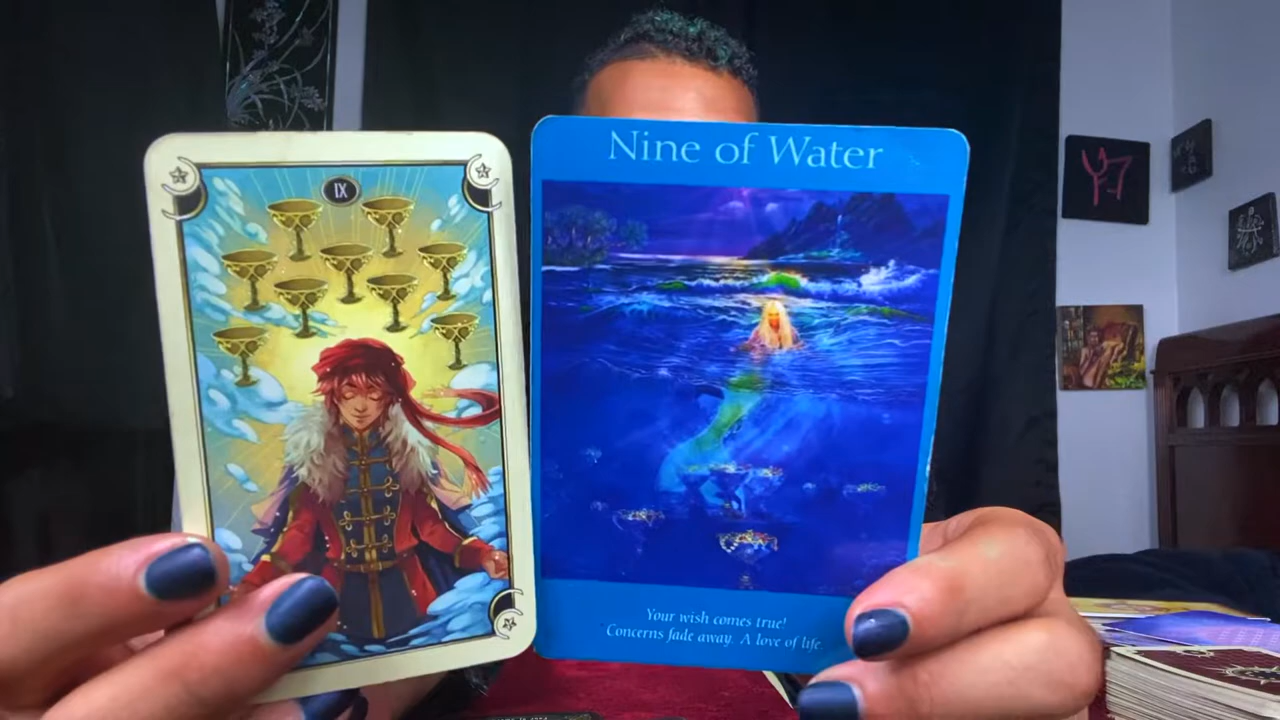 IX
Nine of Water
Your wish comes true!
Concerns fade away. A love of life.